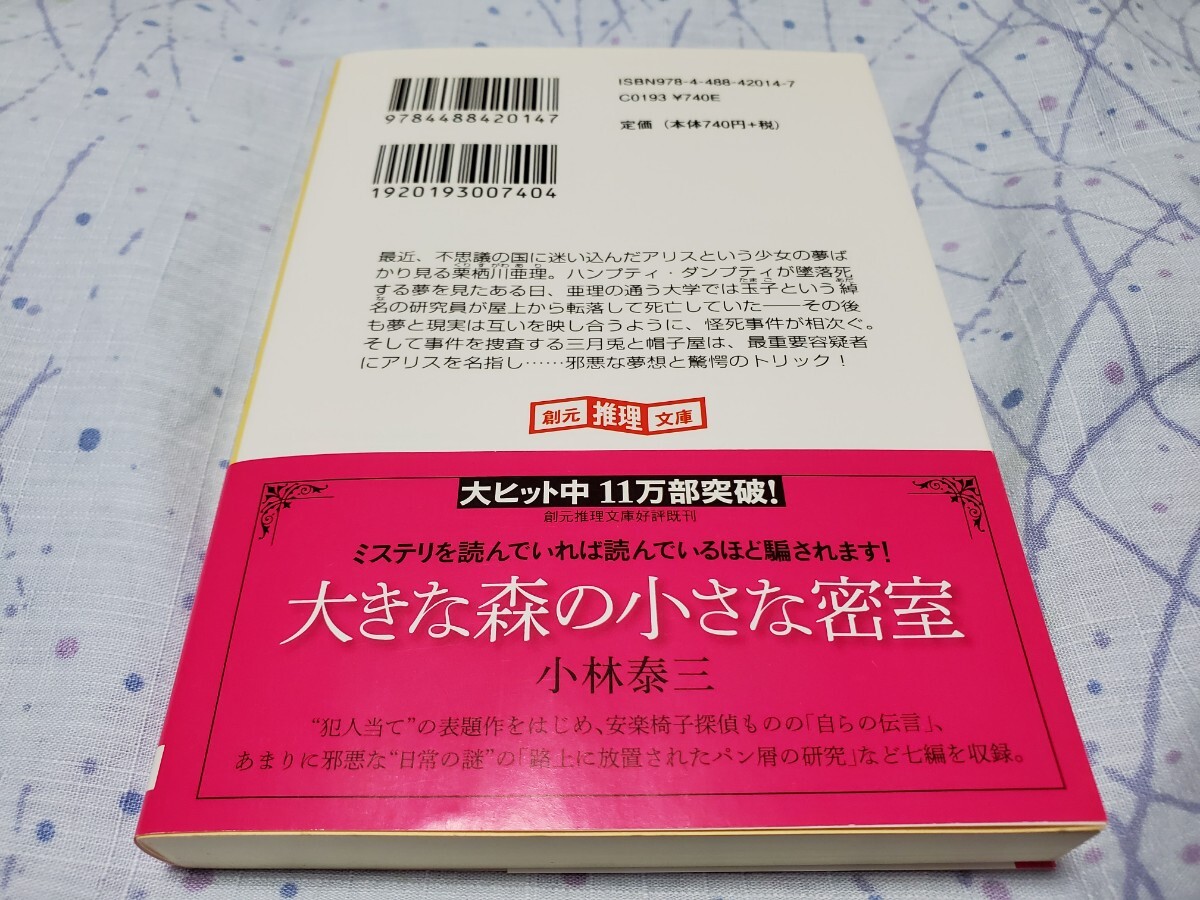 9784488420147
1920193007404
ISBN978-4-488-42014-7
C0193 ¥740E
定価（本体740円+税）
最近、不思議の国に迷い込んだアリスという少女の夢ば
かり見る栗栖川亜理。ハンプティ・ダンプティが墜落死
くりすがわあり
する夢を見たある日、亜理の通う大学では玉子という綽
たまご
あだ
名の研究員が屋上から転落して死亡していた――その後
な
も夢と現実は互いを映し合うように、怪死事件が相次ぐ。
そして事件を捜査する三月兎と帽子屋は、最重要容疑者
にアリスを名指し……邪悪な夢想と驚愕のトリック！
創元 推理 文庫
大ヒット中 11万部突破！
創元推理文庫好評既刊
ミステリを読んでいれば読んでいるほど騙されます！
大きな森の小さな密室
小林泰三
“犯人当て”の表題作をはじめ、安楽椅子探偵ものの「自らの伝言」、
あまりに邪悪な“日常の謎”の「路上に放置されたパン屑の研究」など七編を収録。